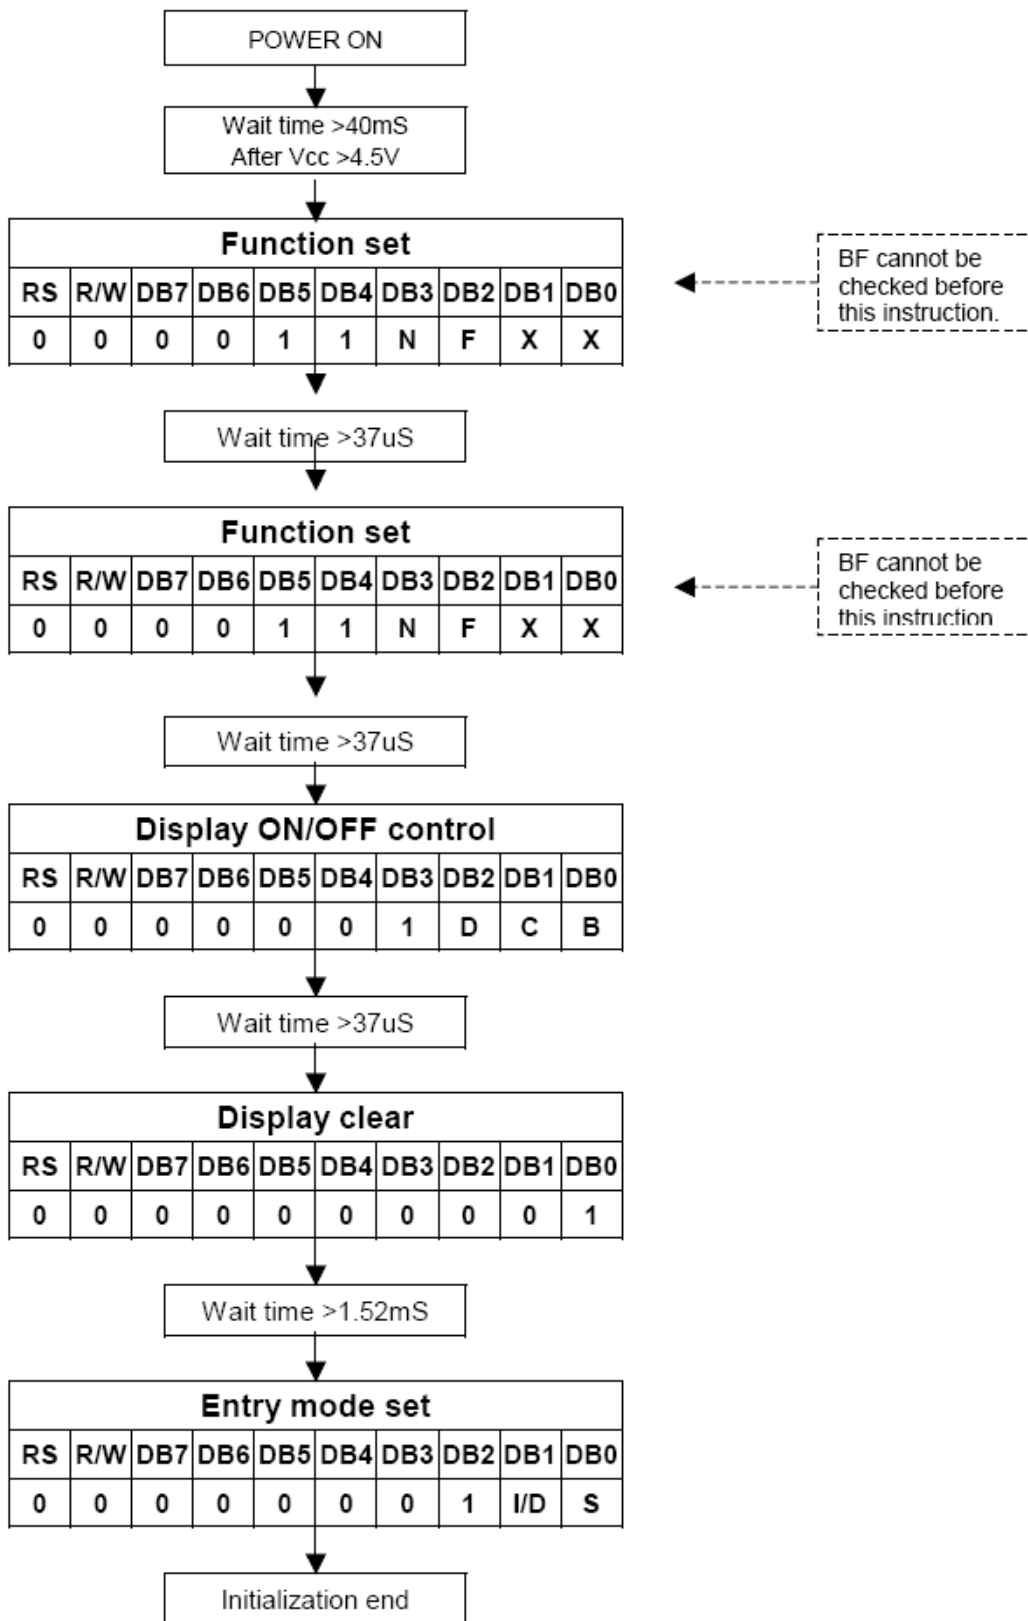 POWER ON
Wait time >40mS
After Vcc >4.5V
Function set
RS R/W DB7 DB6 DB5 DB4 DB3 DB2 DB1 DB0
0 0 0 0 1 1 N F X X
BF cannot be
checked before
this instruction.
Wait time >37uS
Function set
RS R/W DB7 DB6 DB5 DB4 DB3 DB2 DB1 DB0
0 0 0 0 1 1 N F X X
BF cannot be
checked before
this instruction
Wait time >37uS
Display ON/OFF control
RS R/W DB7 DB6 DB5 DB4 DB3 DB2 DB1 DB0
0 0 0 0 0 0 1 D C B
Wait time >37uS
Display clear
RS R/W DB7 DB6 DB5 DB4 DB3 DB2 DB1 DB0
0 0 0 0 0 0 0 0 0 1
Wait time >1.52mS
Entry mode set
RS R/W DB7 DB6 DB5 DB4 DB3 DB2 DB1 DB0
0 0 0 0 0 0 0 1 I/D S
Initialization end